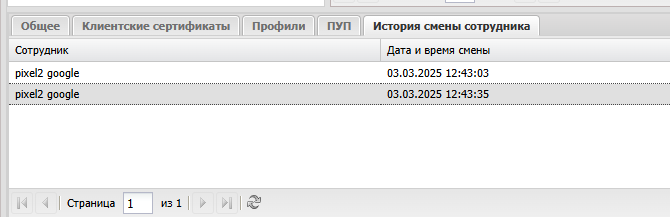 Общее Клиентские сертификаты Профили ПУП История смены сотрудника
Сотрудник Дата и время смены
pixel2 google 03.03.2025 12:43:03
pixel2 google 03.03.2025 12:43:35
Страница 1 из 1